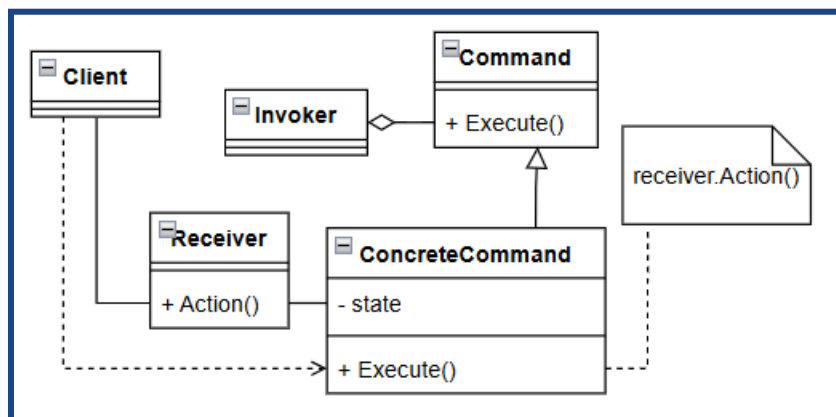 Client
Command
+ Execute()
Invoker
receiver.Action()
Receiver
+ Action()
ConcreteCommand
- state
+ Execute()